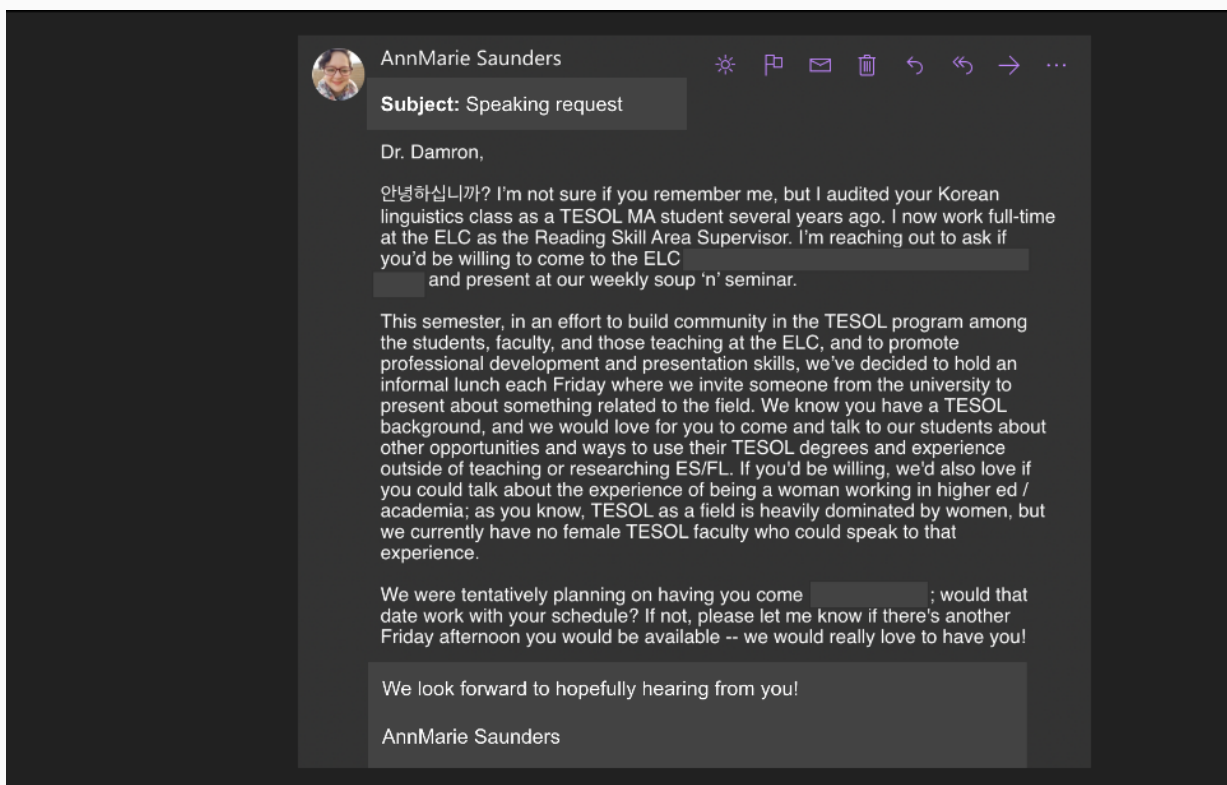 AnnMarie Saunders
Subject: Speaking request
Dr. Damron,
안녕하십니까? I'm not sure if you remember me, but I audited your Korean
linguistics class as a TESOL MA student several years ago. I now work full-time
at the ELC as the Reading Skill Area Supervisor. I'm reaching out to ask if
you'd be willing to come to the ELC
and present at our weekly soup 'n' seminar.
This semester, in an effort to build community in the TESOL program among
the students, faculty, and those teaching at the ELC, and to promote
professional development and presentation skills, we've decided to hold an
informal lunch each Friday where we invite someone from the university to
present about something related to the field. We know you have a TESOL
background, and we would love for you to come and talk to our students about
other opportunities and ways to use their TESOL degrees and experience
outside of teaching or researching ES/FL. If you'd be willing, we'd also love if
you could talk about the experience of being a woman working in higher ed /
academia; as you know, TESOL as a field is heavily dominated by women, but
we currently have no female TESOL faculty who could speak to that
experience.
We were tentatively planning on having you come ; would that
date work with your schedule? If not, please let me know if there's another
Friday afternoon you would be available -- we would really love to have you!
We look forward to hopefully hearing from you!
AnnMarie Saunders